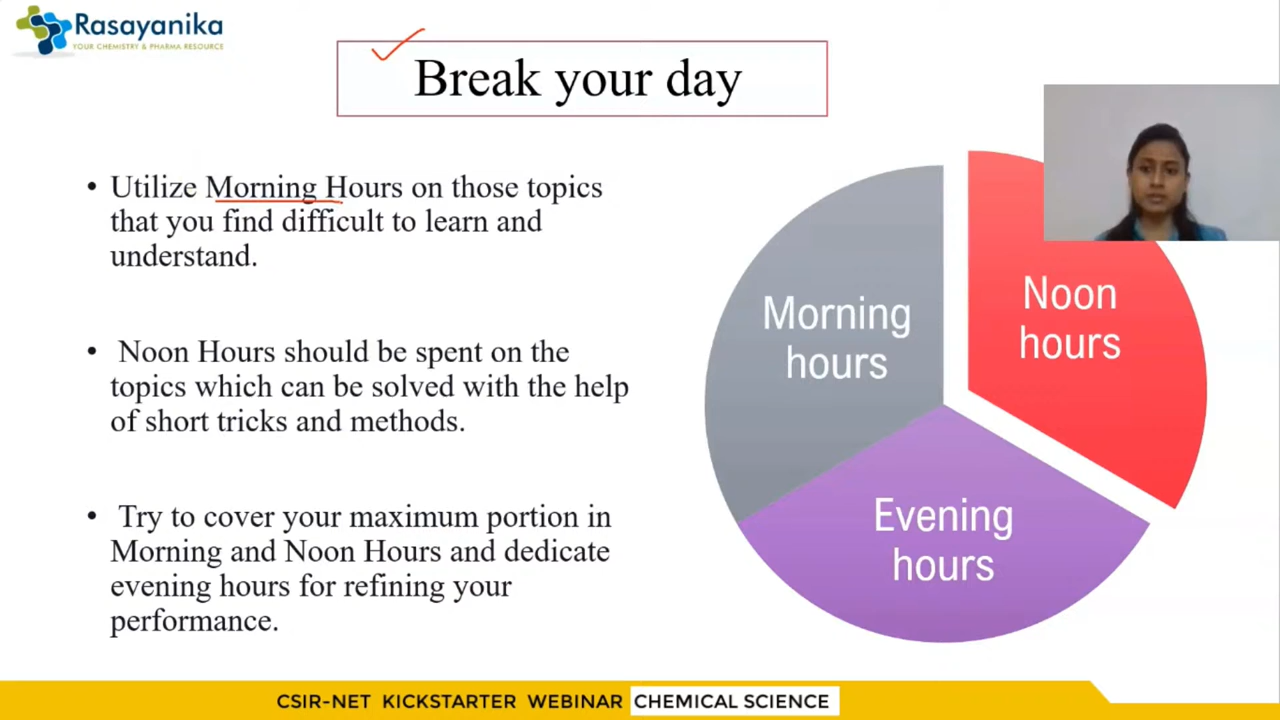 Rasayanika
YOUR CHEMISTRY & PHARMA RESOURCE
Break your day
• Utilize Morning Hours on those topics
that you find difficult to learn and
understand.
• Noon Hours should be spent on the
topics which can be solved with the help
of short tricks and methods.
• Try to cover your maximum portion in
Morning and Noon Hours and dedicate
evening hours for refining your
performance.
Morning
hours
Noon
hours
Evening
hours
CSIR-NET KICKSTARTER WEBINAR CHEMICAL SCIENCE